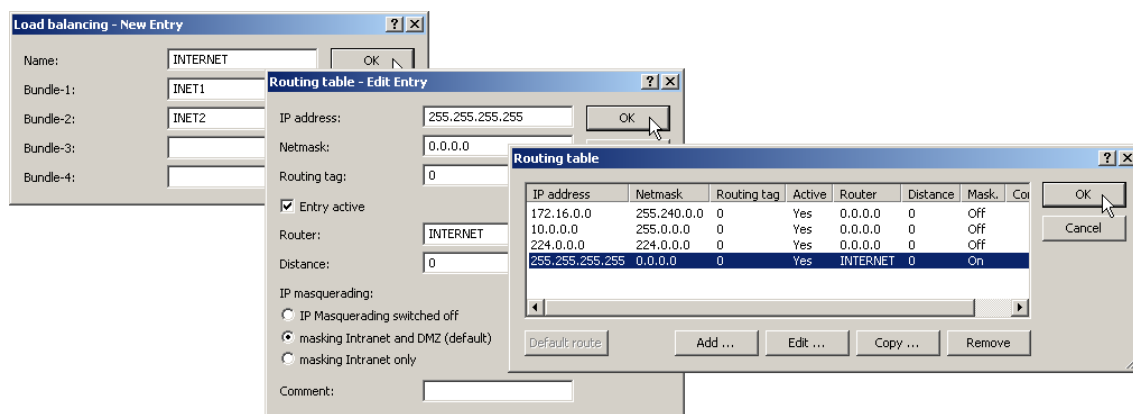 Load balancing - New Entry
Name: INTERNET OK
Bundle-1: INET1
Bundle-2: INET2
Bundle-3:
Bundle-4:
Routing table - Edit Entry
IP address: 255.255.255.255 OK
Netmask: 0.0.0.0
Routing tag: 0
Entry active
Router: INTERNET
Distance: 0
IP masquerading:
IP Masquerading switched off
masking Intranet and DMZ (default)
masking Intranet only
Comment:
Routing table
IP address Netmask Routing tag Active Router Distance Mask. Co
172.16.0.0 255.240.0.0 0 Yes 0.0.0.0 0 Off
10.0.0.0 255.0.0.0 0 Yes 0.0.0.0 0 Off
224.0.0.0 224.0.0.0 0 Yes 0.0.0.0 0 Off
255.255.255.255 0.0.0.0 0 Yes INTERNET 0 On
OK
Cancel
Default route Add ... Edit ... Copy ... Remove